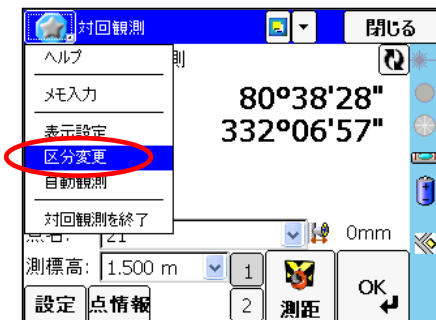 対回観測
閉じる
ヘルプ
メモ入力
80°38'28"
表示設定
332°06'57"
区分変更
自動観測
対回観測を終了
点名: 21
0mm
測標高: 1.500 m
1
測距
OK
設定
点情報
2